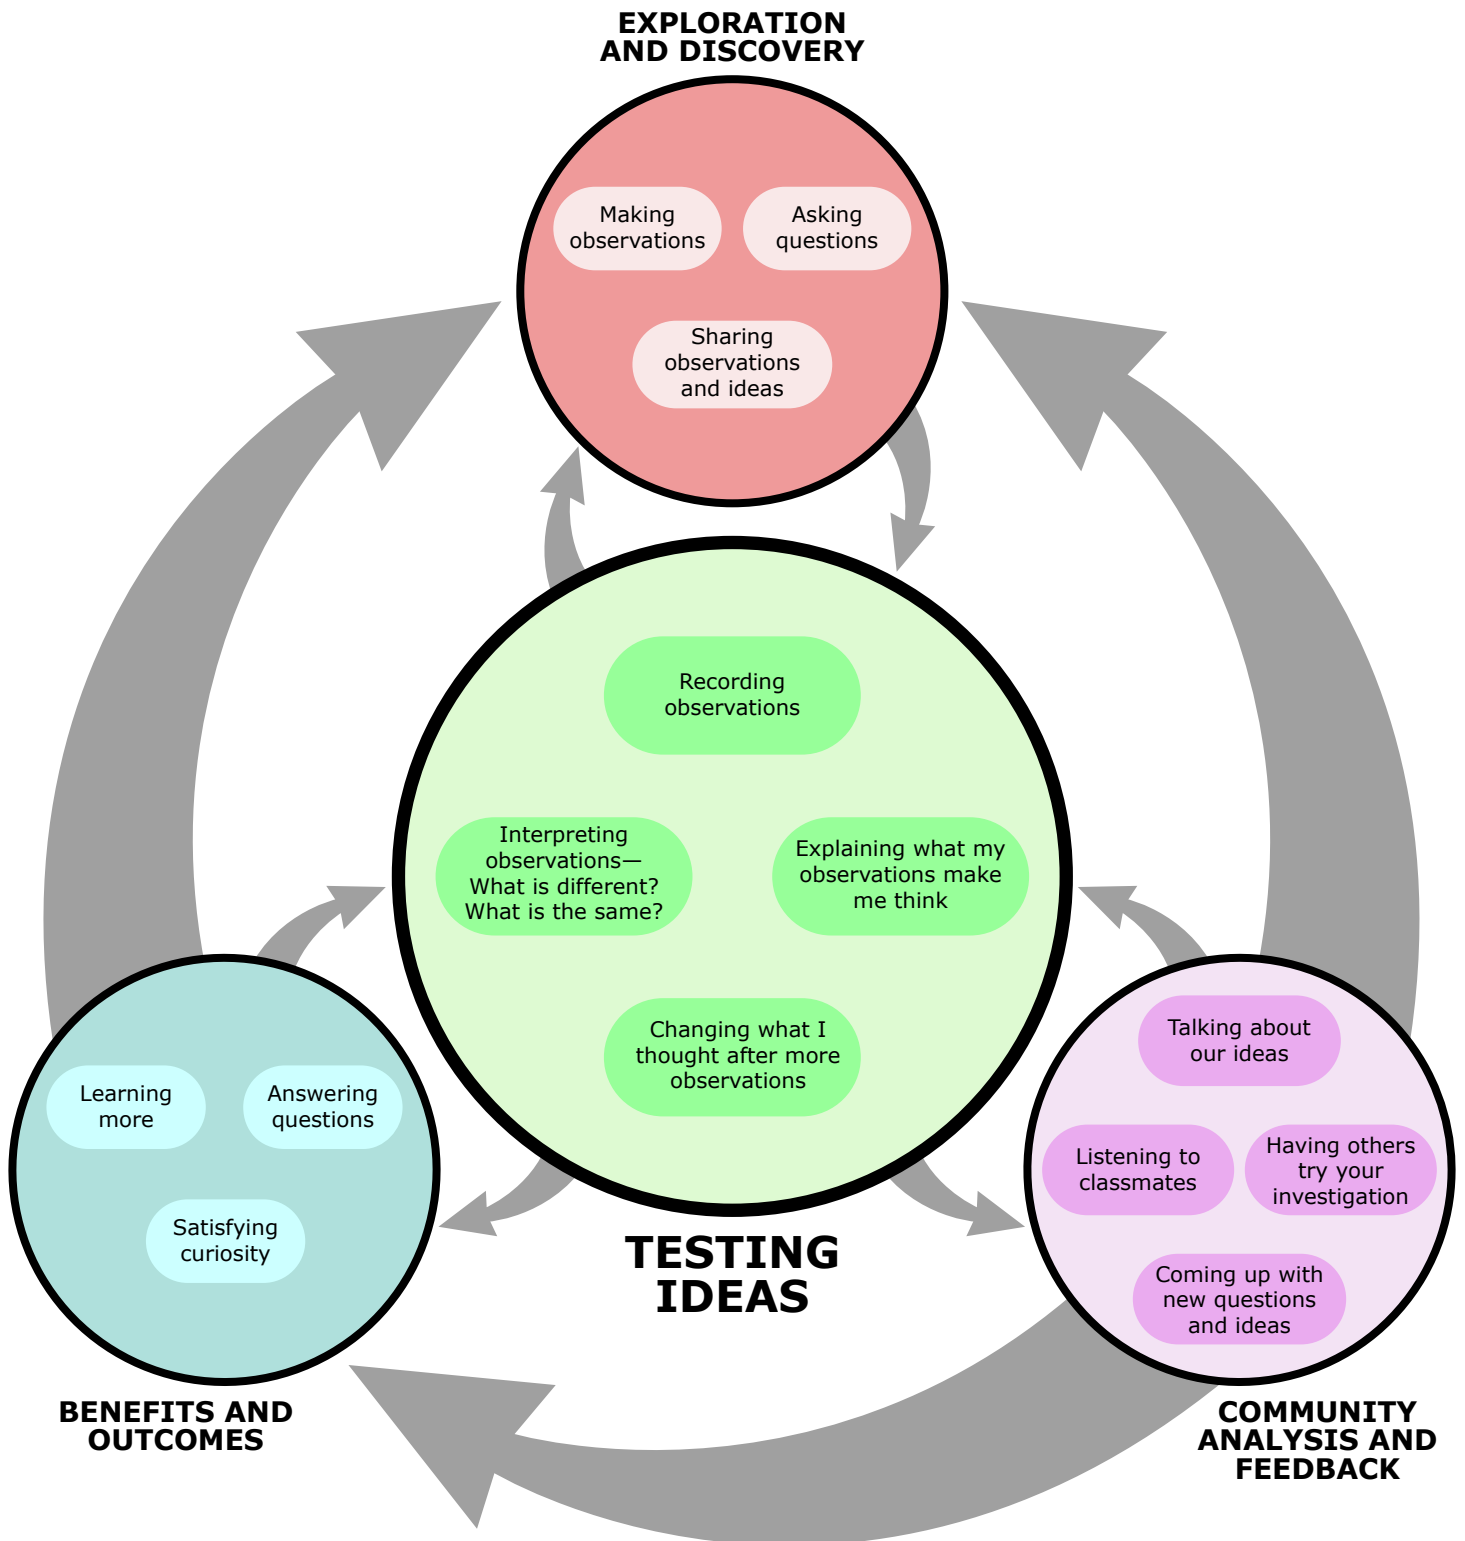 EXPLORATION
AND DISCOVERY
Making
observations
Asking
questions
Sharing
observations
and ideas
Recording
observations
Interpreting
observations—
What is different?
What is the same?
Explaining what my
observations make
me think
Changing what I
thought after more
observations
TESTING
IDEAS
Learning
more
Answering
questions
Satisfying
curiosity
BENEFITS AND
OUTCOMES
Talking about
our ideas
Listening to
classmates
Having others
try your
investigation
Coming up with
new questions
and ideas
COMMUNITY
ANALYSIS AND
FEEDBACK